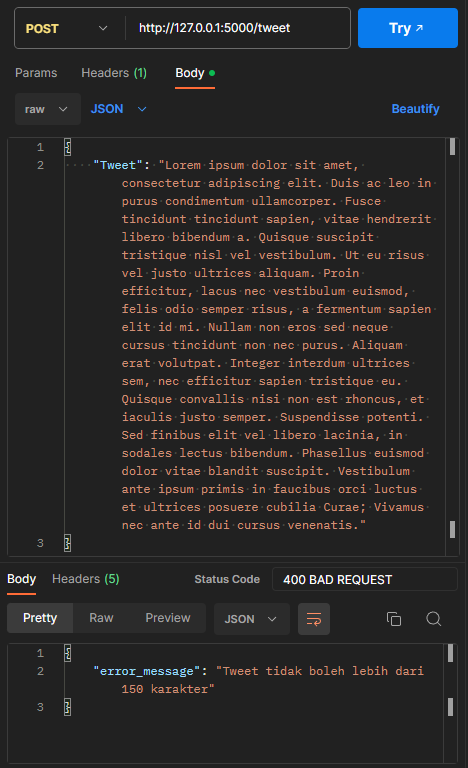 POST http://127.0.0.1:5000/tweet Try ↗
Params Headers (1) Body
raw JSON Beautify
1 {
2 "Tweet": "Lorem ipsum dolor sit amet,
consectetur adipiscing elit. Duis ac leo in
purus condimentum ullamcorper. Fusce
tincidunt tincidunt sapien, vitae hendrerit
libero bibendum a. Quisque suscipit
tristique nisl vel vestibulum. Ut eu risus
vel justo ultrices aliquam. Proin
efficitur, lacus nec vestibulum euismod,
felis odio semper risus, a fermentum sapien
elit id mi. Nullam non eros sed neque
cursus tincidunt non nec purus. Aliquam
erat volutpat. Integer interdum ultrices
sem, nec efficitur sapien tristique eu.
Quisque convallis nisi non est rhoncus, et
iaculis justo semper. Suspendisse potenti.
Sed finibus elit vel libero lacinia, in
sodales lectus bibendum. Phasellus euismod
dolor vitae blandit suscipit. Vestibulum
ante ipsum primis in faucibus orci luctus
et ultrices posuere cubilia Curae; Vivamus
nec ante id dui cursus venenatis."
3 }
Body Headers (5) Status Code 400 BAD REQUEST
Pretty Raw Preview JSON
1 {
2 "error_message": "Tweet tidak boleh lebih dari
150 karakter"
3 }